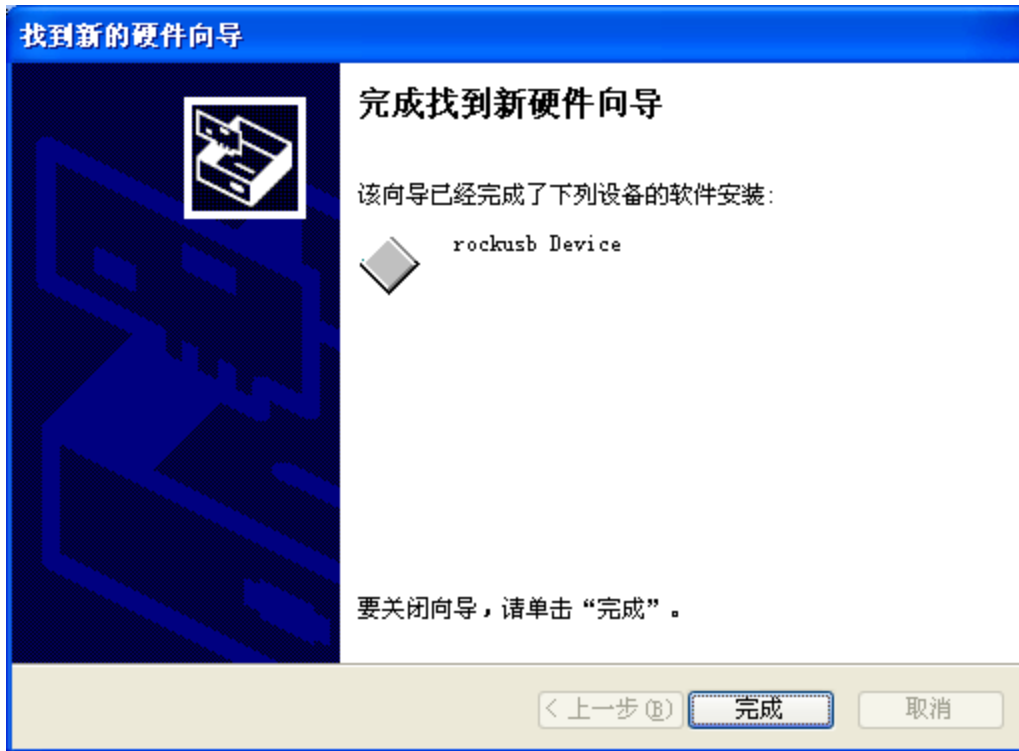 找到新的硬件向导
完成找到新硬件向导
该向导已经完成了下列设备的软件安装:
rockusb Device
要关闭向导，请单击“完成”。
< 上一步(B)
完成
取消